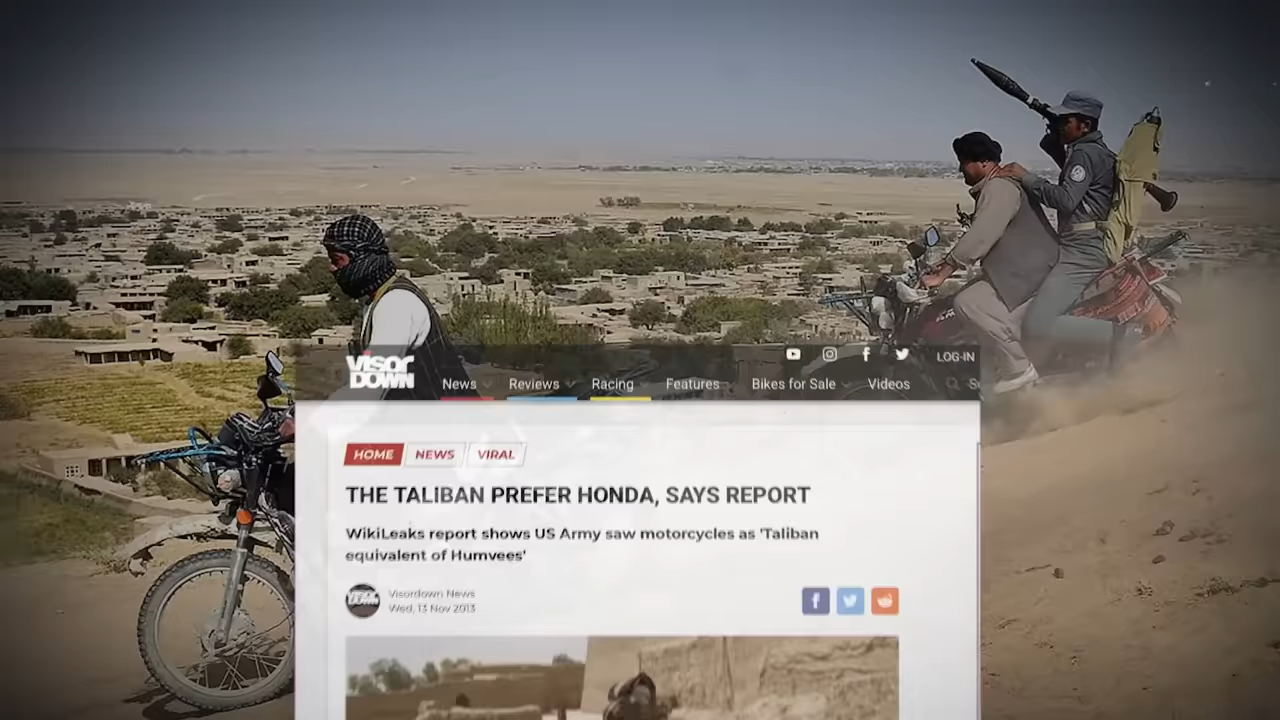 VISOR
DOWN
LOG-IN
News
Reviews
Racing
Features
Bikes for Sale
Videos
HOME
NEWS
VIRAL
THE TALIBAN PREFER HONDA, SAYS REPORT
WikiLeaks report shows US Army saw motorcycles as 'Taliban
equivalent of Humvees'
Visordown News
Wed, 13 Nov 2013